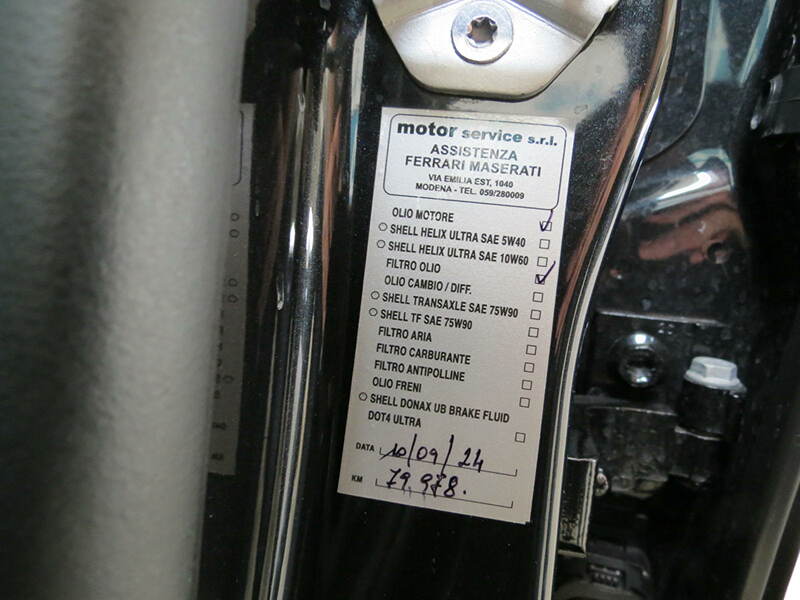 motor service s.r.l.
ASSISTENZA
FERRARI MASERATI
VIA EMILIA EST, 1040
MODENA - TEL. 059/280009
OLIO MOTORE
SHELL HELIX ULTRA SAE 5W40
SHELL HELIX ULTRA SAE 10W60
FILTRO OLIO
OLIO CAMBIO / DIFF.
SHELL TRANSAXLE SAE 75W90
SHELL TF SAE 75W90
FILTRO ARIA
FILTRO CARBURANTE
FILTRO ANTIPOLLINE
OLIO FRENI
SHELL DONAX UB BRAKE FLUID
DOT4 ULTRA
DATA 10/09/24
KM 79.978.